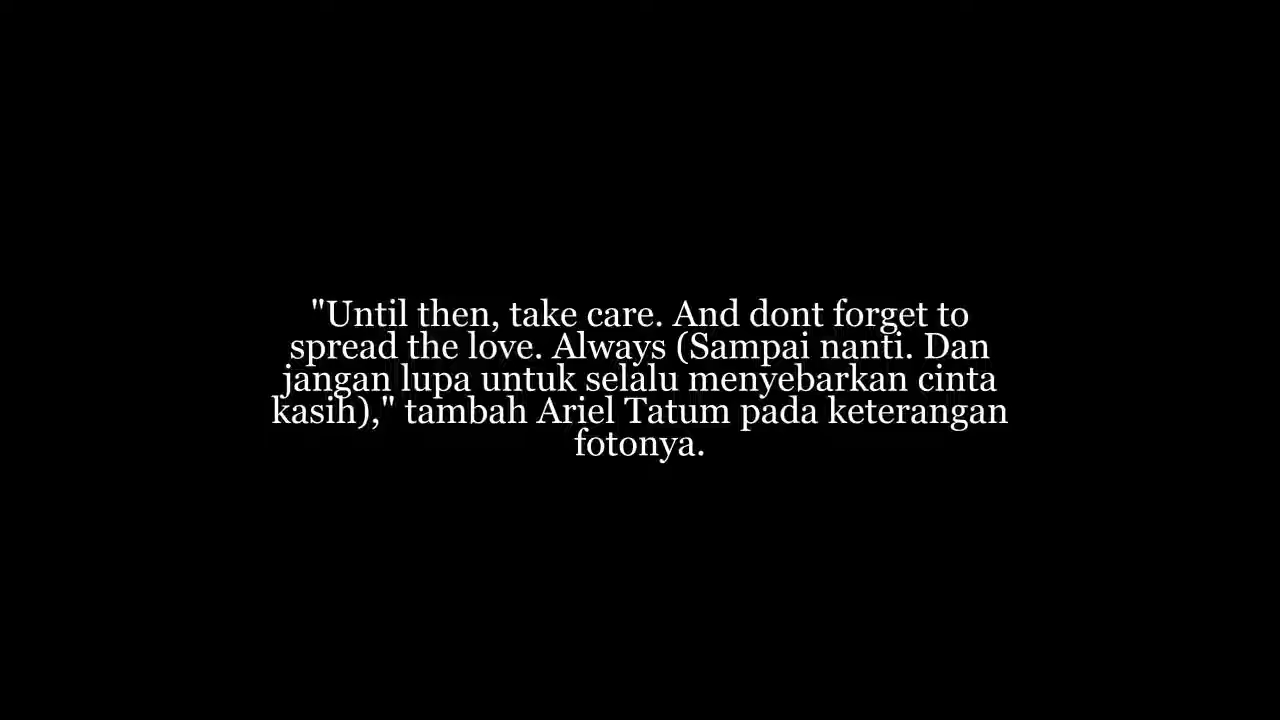 "Until then, take care. And dont forget to
spread the love. Always (Sampai nanti. Dan
jangan lupa untuk selalu menyebarkan cinta
kasih)," tambah Ariel Tatum pada keterangan
fotonya.